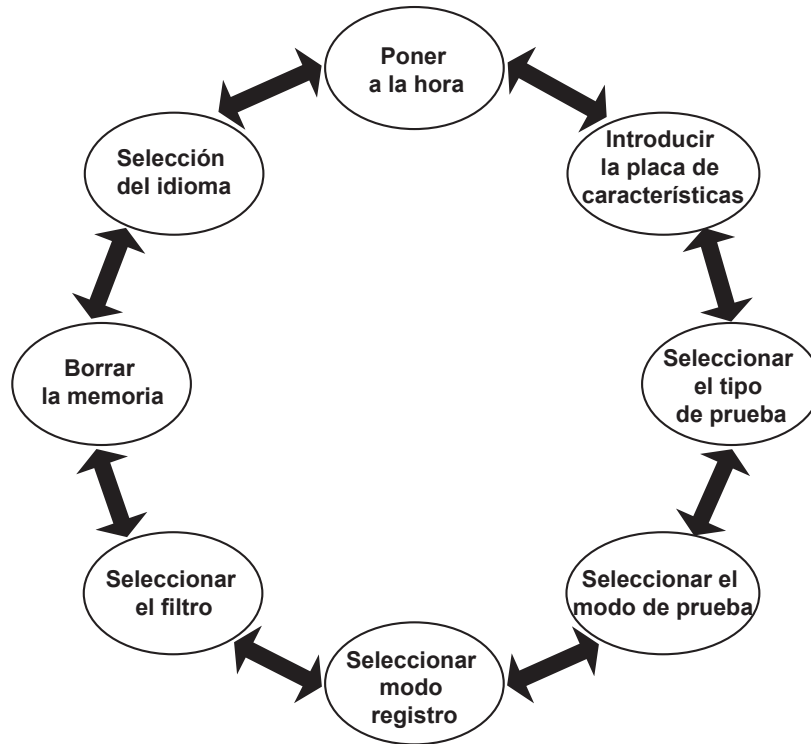 Poner
a la hora
Introducir
la placa de
característícas
Seleccionar
el tipo
de prueba
Seleccionar el
modo de prueba
Seleccionar
modo
registro
Seleccionar
el filtro
Borrar
la memoria
Selección
del idioma